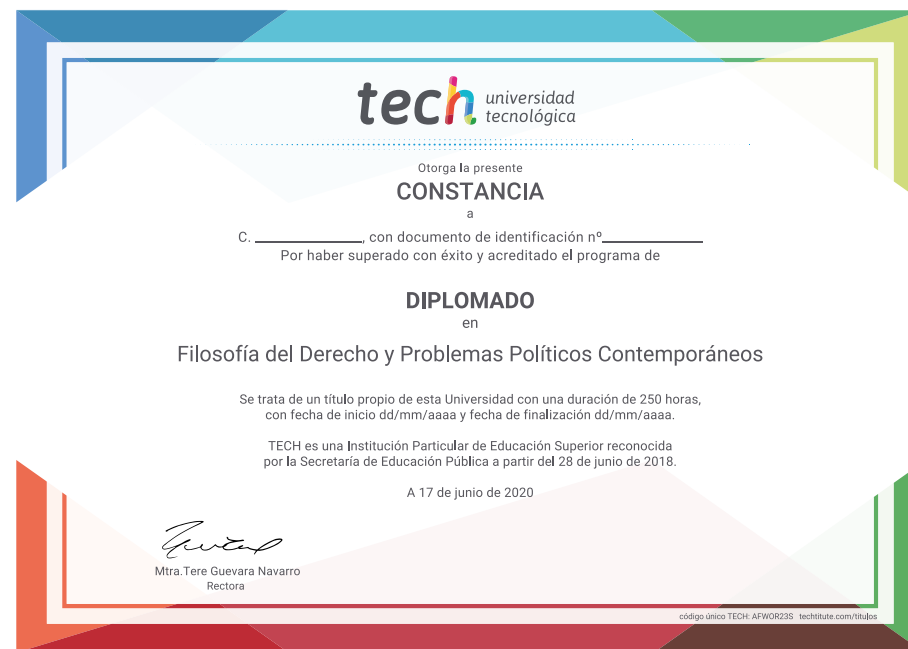 tech universidad
tecnológica
Otorga la presente
CONSTANCIA
a
C. ______________, con documento de identificación nº_____________
Por haber superado con éxito y acreditado el programa de
DIPLOMADO
en
Filosofía del Derecho y Problemas Políticos Contemporáneos
Se trata de un título propio de esta Universidad con una duración de 250 horas,
con fecha de inicio dd/mm/aaaa y fecha de finalización dd/mm/aaaa.
TECH es una Institución Particular de Educación Superior reconocida
por la Secretaría de Educación Pública a partir del 28 de junio de 2018.
A 17 de junio de 2020
Mtra.Tere Guevara Navarro
Rectora
código único TECH: AFWOR23S techtitute.com/titulos